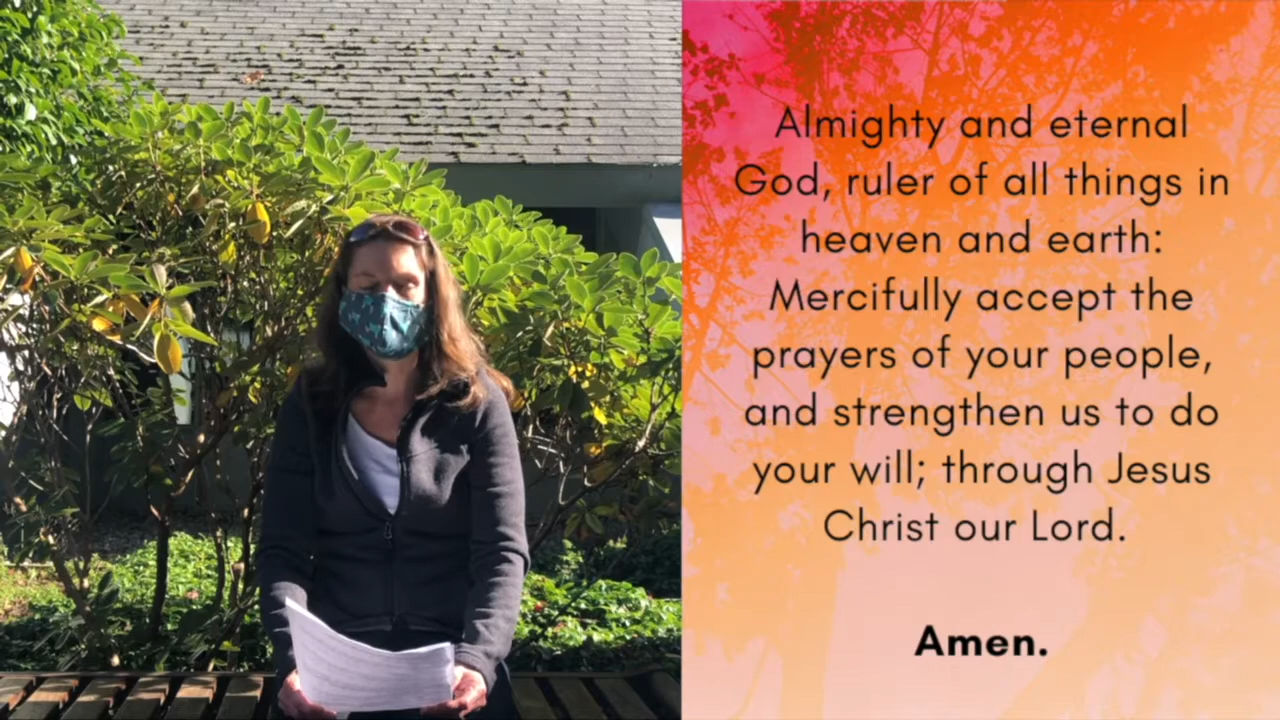 Almighty and eternal
God, ruler of all things in
heaven and earth:
Mercifully accept the
prayers of your people,
and strengthen us to do
your will; through Jesus
Christ our Lord.
Amen.